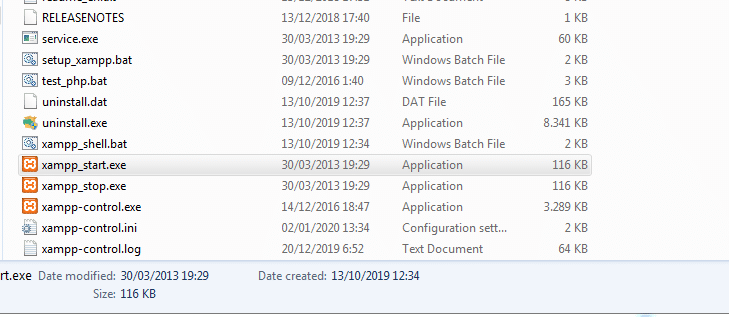 RELEASENOTES 13/12/2018 17:40 File 1 KB
service.exe 30/03/2013 19:29 Application 60 KB
setup_xampp.bat 30/03/2013 19:29 Windows Batch File 2 KB
test_php.bat 09/12/2016 1:40 Windows Batch File 3 KB
uninstall.dat 13/10/2019 12:37 DAT File 165 KB
uninstall.exe 13/10/2019 12:37 Application 8.341 KB
xampp_shell.bat 13/10/2019 12:34 Windows Batch File 2 KB
xampp_start.exe 30/03/2013 19:29 Application 116 KB
xampp_stop.exe 30/03/2013 19:29 Application 116 KB
xampp-control.exe 14/12/2016 18:47 Application 3.289 KB
xampp-control.ini 02/01/2020 13:34 Configuration sett... 2 KB
xampp-control.log 20/12/2019 6:52 Text Document 64 KB
rt.exe Date modified: 30/03/2013 19:29 Date created: 13/10/2019 12:34
Size: 116 KB